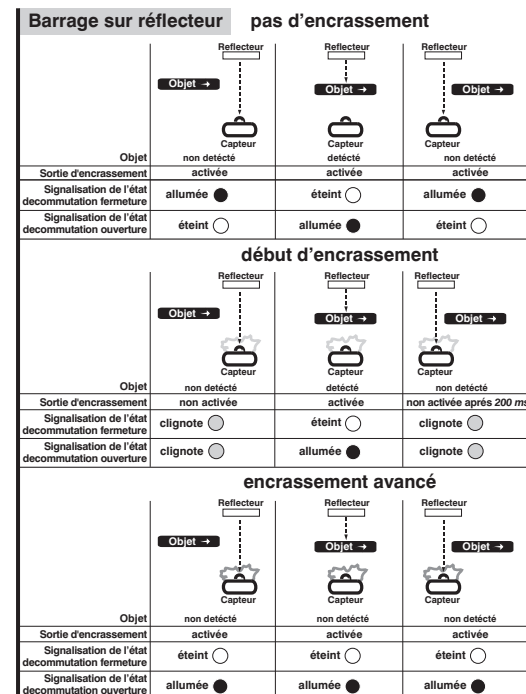 Barrage sur réflecteur pas d'encrassement
Reflecteur Reflecteur Reflecteur
Objet → Objet → Objet →
Capteur Capteur Capteur
Objet non detécté detécté non detécté
Sortie d'encrassement activée activée activée
Signalisation de l'état
decommutation fermeture allumée éteint allumée
Signalisation de l'état
decommutation ouverture éteint allumée éteint
début d'encrassement
Reflecteur Reflecteur Reflecteur
Objet → Objet → Objet →
Capteur Capteur Capteur
Objet non detécté detécté non detécté
Sortie d'encrassement non activée activée non activée aprés 200 ms
Signalisation de l'état
decommutation fermeture clignote éteint clignote
Signalisation de l'état
decommutation ouverture clignote allumée clignote
encrassement avancé
Reflecteur Reflecteur Reflecteur
Objet → Objet → Objet →
Capteur Capteur Capteur
Objet non detécté non detécté non detécté
Sortie d'encrassement activée activée activée
Signalisation de l'état
decommutation fermeture éteint éteint éteint
Signalisation de l'état
decommutation ouverture allumée allumée allumée